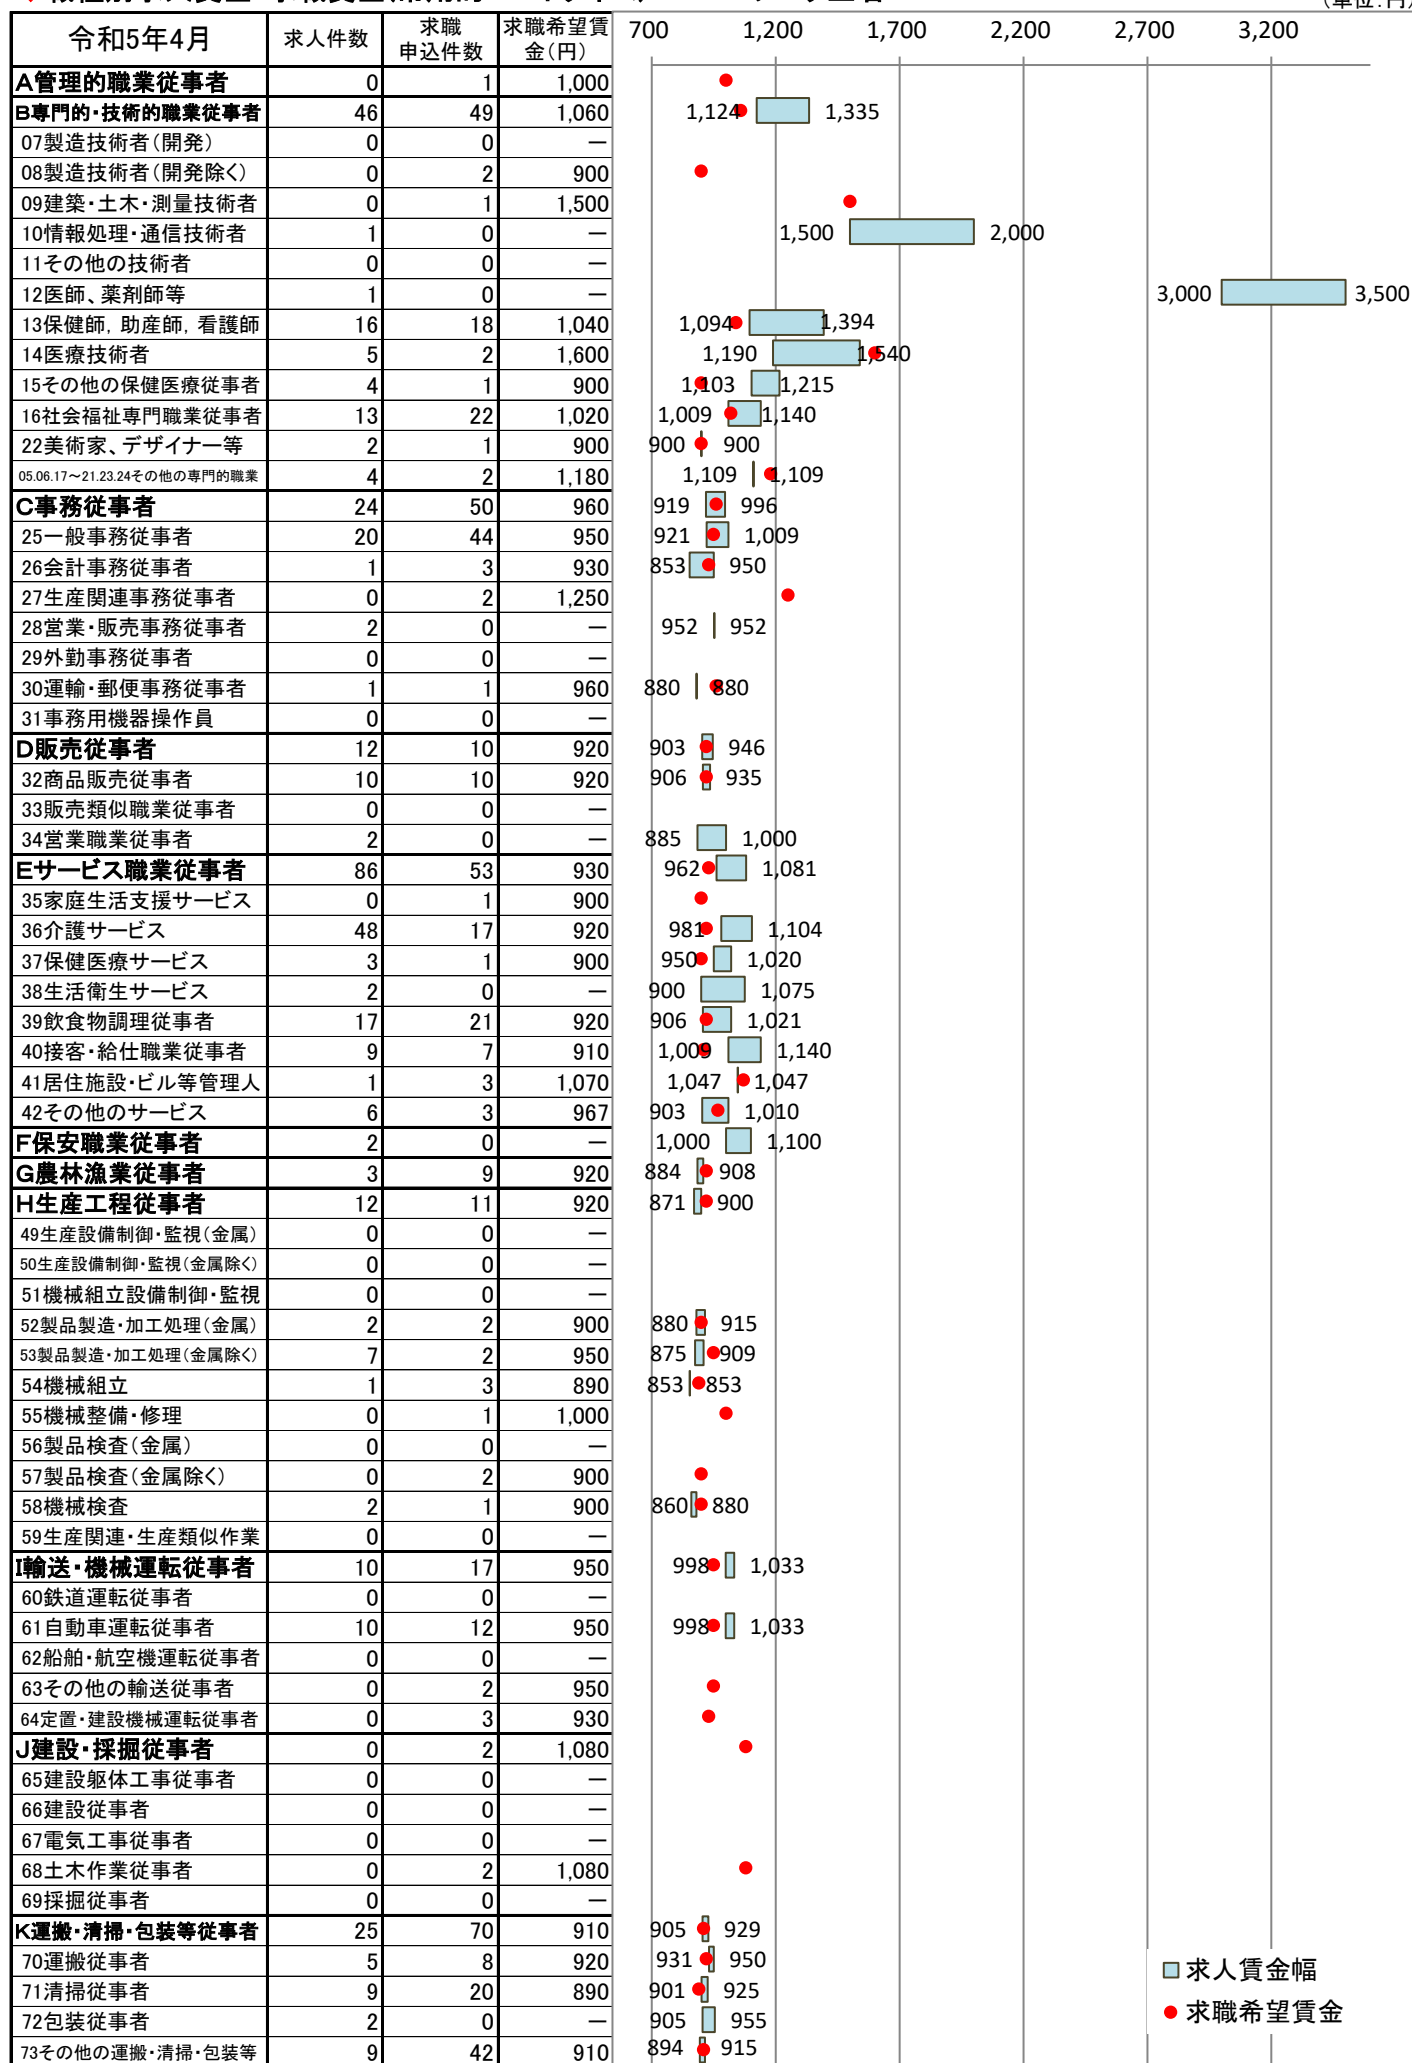 (単位:円)
令和5年4月 求人件数 求職申込件数 求職希望賃金(円) 700 1,200 1,700 2,200 2,700 3,200
A管理的職業従事者 0 1 1,000
B専門的・技術的職業従事者 46 49 1,060 1,124 1,335
07製造技術者(開発) 0 0 ―
08製造技術者(開発除く) 0 2 900
09建築・土木・測量技術者 0 1 1,500
10情報処理・通信技術者 1 0 ― 1,500 2,000
11その他の技術者 0 0 ―
12医師、薬剤師等 1 0 ― 3,000 3,500
13保健師,助産師,看護師 16 18 1,040 1,094 1,394
14医療技術者 5 2 1,600 1,190 1,540
15その他の保健医療従事者 4 1 900 1,103 1,215
16社会福祉専門職業従事者 13 22 1,020 1,009 1,140
22美術家、デザイナー等 2 1 900 900 900
05.06.17～21.23.24その他の専門的職業 4 2 1,180 1,109 1,109
C事務従事者 24 50 960 919 996
25一般事務従事者 20 44 950 921 1,009
26会計事務従事者 1 3 930 853 950
27生産関連事務従事者 0 2 1,250
28営業・販売事務従事者 2 0 ― 952 952
29外勤事務従事者 0 0 ―
30運輸・郵便事務従事者 1 1 960 880 880
31事務用機器操作員 0 0 ―
D販売従事者 12 10 920 903 946
32商品販売従事者 10 10 920 906 935
33販売類似職業従事者 0 0 ―
34営業職業従事者 2 0 ― 885 1,000
Eサービス職業従事者 86 53 930 962 1,081
35家庭生活支援サービス 0 1 900
36介護サービス 48 17 920 981 1,104
37保健医療サービス 3 1 900 950 1,020
38生活衛生サービス 2 0 ― 900 1,075
39飲食物調理従事者 17 21 920 906 1,021
40接客・給仕職業従事者 9 7 910 1,009 1,140
41居住施設・ビル等管理人 1 3 1,070 1,047 1,047
42その他のサービス 6 3 967 903 1,010
F保安職業従事者 2 0 ― 1,000 1,100
G農林漁業従事者 3 9 920 884 908
H生産工程従事者 12 11 920 871 900
49生産設備制御・監視(金属) 0 0 ―
50生産設備制御・監視(金属除く) 0 0 ―
51機械組立設備制御・監視 0 0 ―
52製品製造・加工処理(金属) 2 2 900 880 915
53製品製造・加工処理(金属除く) 7 2 950 875 909
54機械組立 1 3 890 853 853
55機械整備・修理 0 1 1,000
56製品検査(金属) 0 0 ―
57製品検査(金属除く) 0 2 900
58機械検査 2 1 900 860 880
59生産関連・生産類似作業 0 0 ―
I輸送・機械運転従事者 10 17 950 998 1,033
60鉄道運転従事者 0 0 ―
61自動車運転従事者 10 12 950 998 1,033
62船舶・航空機運転従事者 0 0 ―
63その他の輸送従事者 0 2 950
64定置・建設機械運転従事者 0 3 930
J建設・採掘従事者 0 2 1,080
65建設躯体工事従事者 0 0 ―
66建設従事者 0 0 ―
67電気工事従事者 0 0 ―
68土木作業従事者 0 2 1,080
69採掘従事者 0 0 ―
K運搬・清掃・包装等従事者 25 70 910 905 929
70運搬従事者 5 8 920 931 950
71清掃従事者 9 20 890 901 925
72包装従事者 2 0 ― 905 955
73その他の運搬・清掃・包装等 9 42 910 894 915
求人賃金幅
求職希望賃金